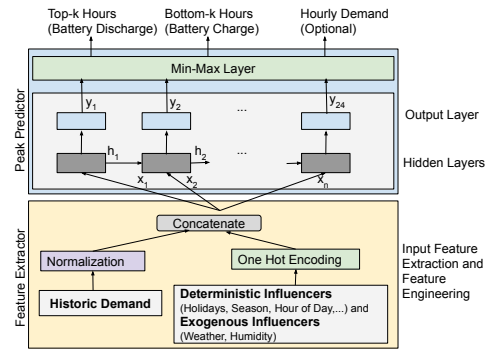 Top-k Hours
(Battery Discharge)
Bottom-k Hours
(Battery Charge)
Hourly Demand
(Optional)
Min-Max Layer
Peak Predictor
y1
y2
...
y24
Output Layer
h1
h2
...
Hidden Layers
x1
x2
xn
Concatenate
Feature Extractor
Normalization
One Hot Encoding
Input Feature
Extraction and
Feature
Engineering
Historic Demand
Deterministic Influencers
(Holidays, Season, Hour of Day,...) and
Exogenous Influencers
(Weather, Humidity)